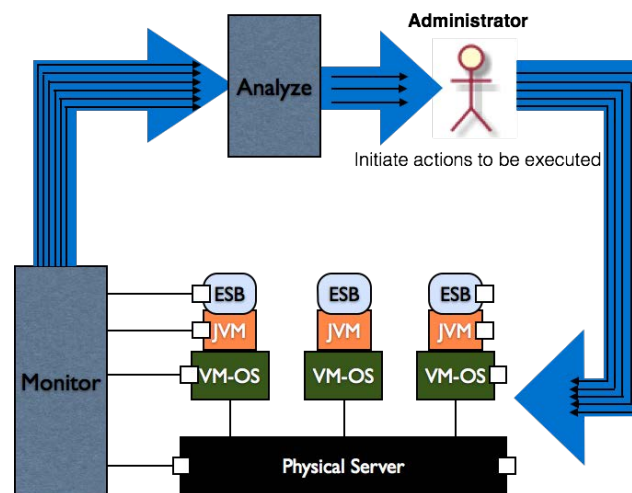 Administrator
Analyze
Initiate actions to be executed
ESB ESB ESB
JVM JVM JVM
Monitor VM-OS VM-OS VM-OS
Physical Server